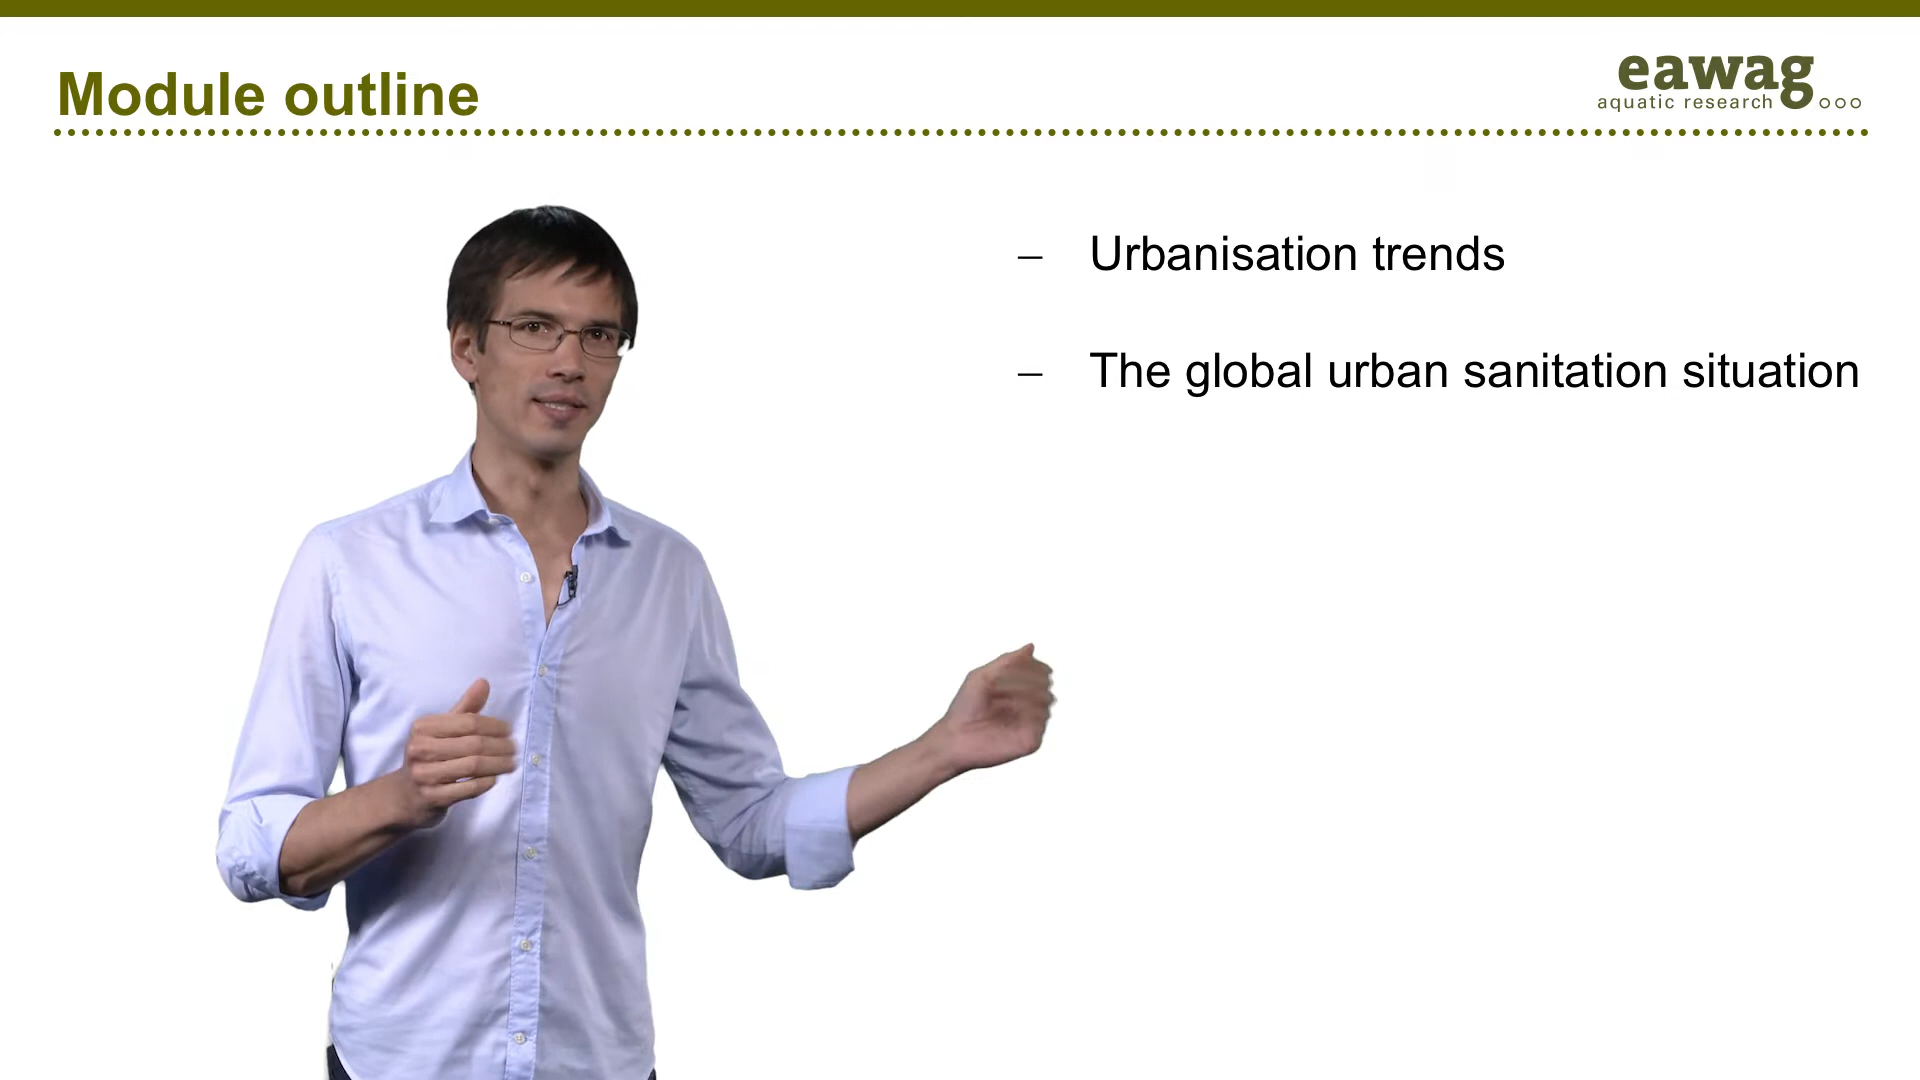 Module outline
eawag
aquatic research
– Urbanisation trends
– The global urban sanitation situation